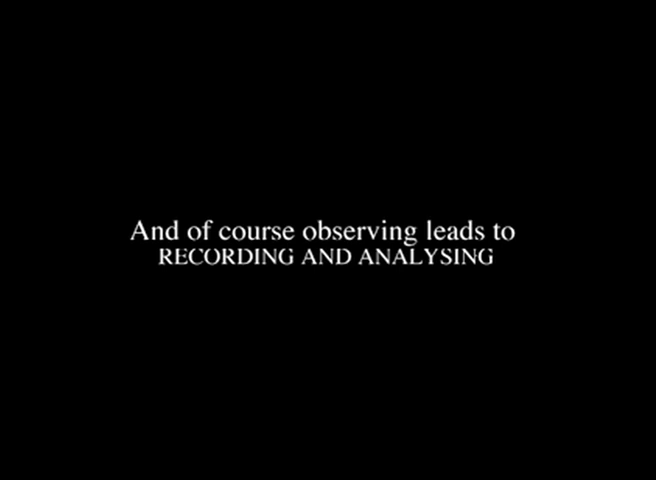 And of course observing leads to
RECORDING AND ANALYSING